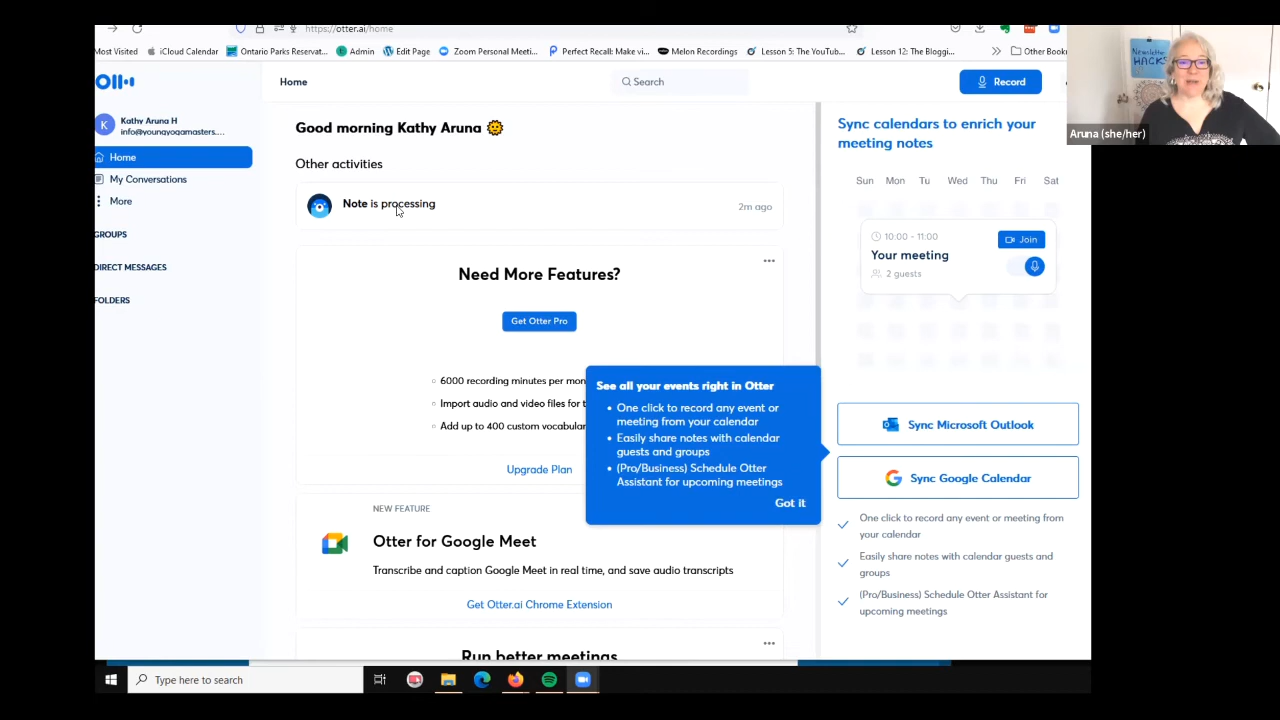 https://otter.ai/home
Most Visited
iCloud Calendar
Ontario Parks Reservat...
Admin
Edit Page
Zoom Personal Meeti...
Perfect Recall: Make vi...
Melon Recordings
Lesson 5: The YouTub...
Lesson 12: The Bloggi...
Other Book
Newsletter
HACKS
Aruna (she/her)
Kathy Aruna H
info@youngyogamasters....
Home
My Conversations
More
GROUPS
DIRECT MESSAGES
FOLDERS
Home
Search
Record
Good morning Kathy Aruna 🌞
Other activities
Note is processing
2m ago
Need More Features?
Get Otter Pro
6000 recording minutes per mon
Import audio and video files for t
Add up to 400 custom vocabular
Upgrade Plan
See all your events right in Otter
• One click to record any event or
meeting from your calendar
• Easily share notes with calendar
guests and groups
• (Pro/Business) Schedule Otter
Assistant for upcoming meetings
Got it
NEW FEATURE
Otter for Google Meet
Transcribe and caption Google Meet in real time, and save audio transcripts
Get Otter.ai Chrome Extension
Run better meetings
Sync calendars to enrich your
meeting notes
Sun Mon Tu Wed Thu Fri Sat
10:00 - 11:00
Join
Your meeting
2 guests
Sync Microsoft Outlook
Sync Google Calendar
One click to record any event or meeting from
your calendar
Easily share notes with calendar guests and
groups
(Pro/Business) Schedule Otter Assistant for
upcoming meetings
Type here to search